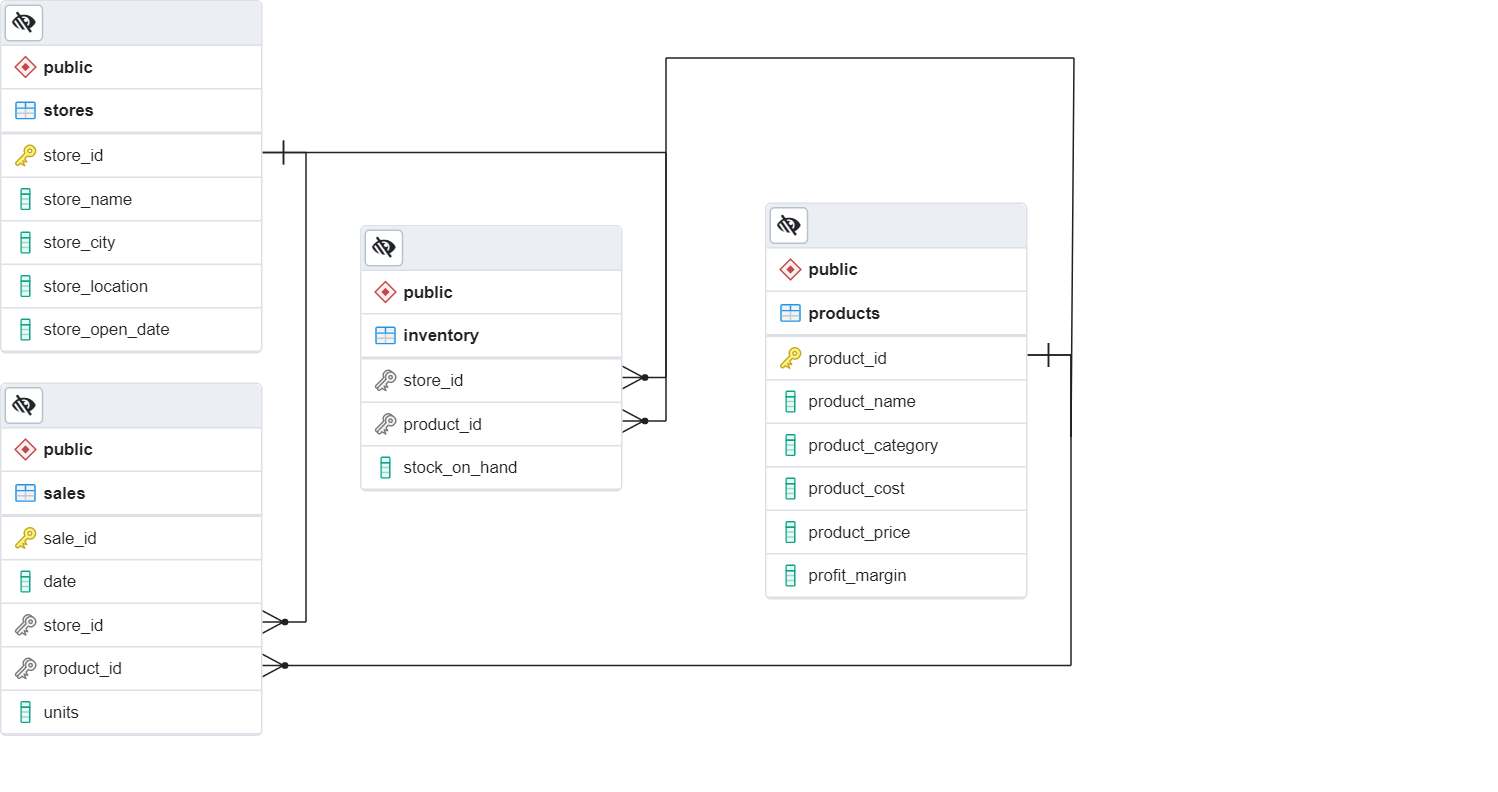 public
stores
store_id
store_name
store_city
store_location
store_open_date
public
sales
sale_id
date
store_id
product_id
units
public
inventory
store_id
product_id
stock_on_hand
public
products
product_id
product_name
product_category
product_cost
product_price
profit_margin